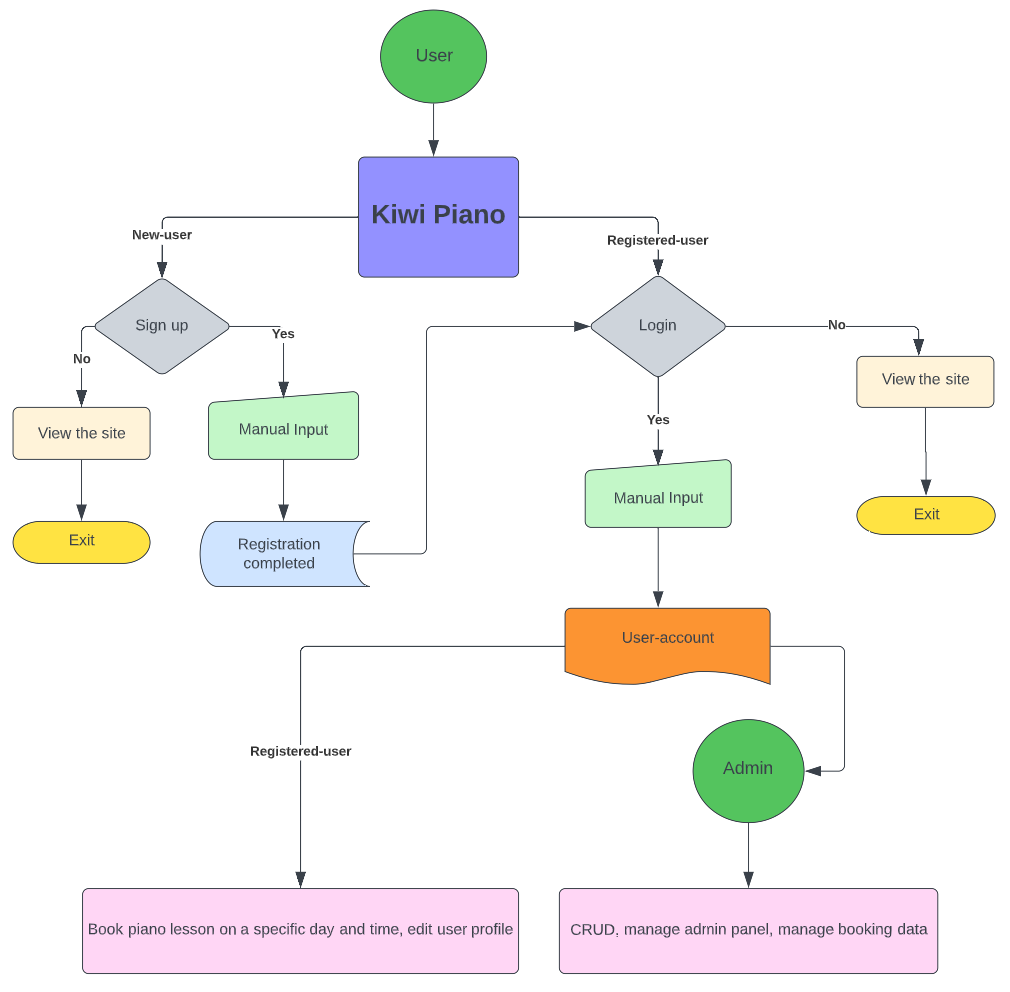 User
Kiwi Piano
New-user
Registered-user
Sign up
Login
No
Yes
No
View the site
Manual Input
View the site
Yes
Manual Input
Exit
Registration
completed
Exit
User-account
Registered-user
Admin
Book piano lesson on a specific day and time, edit user profile
CRUD, manage admin panel, manage booking data